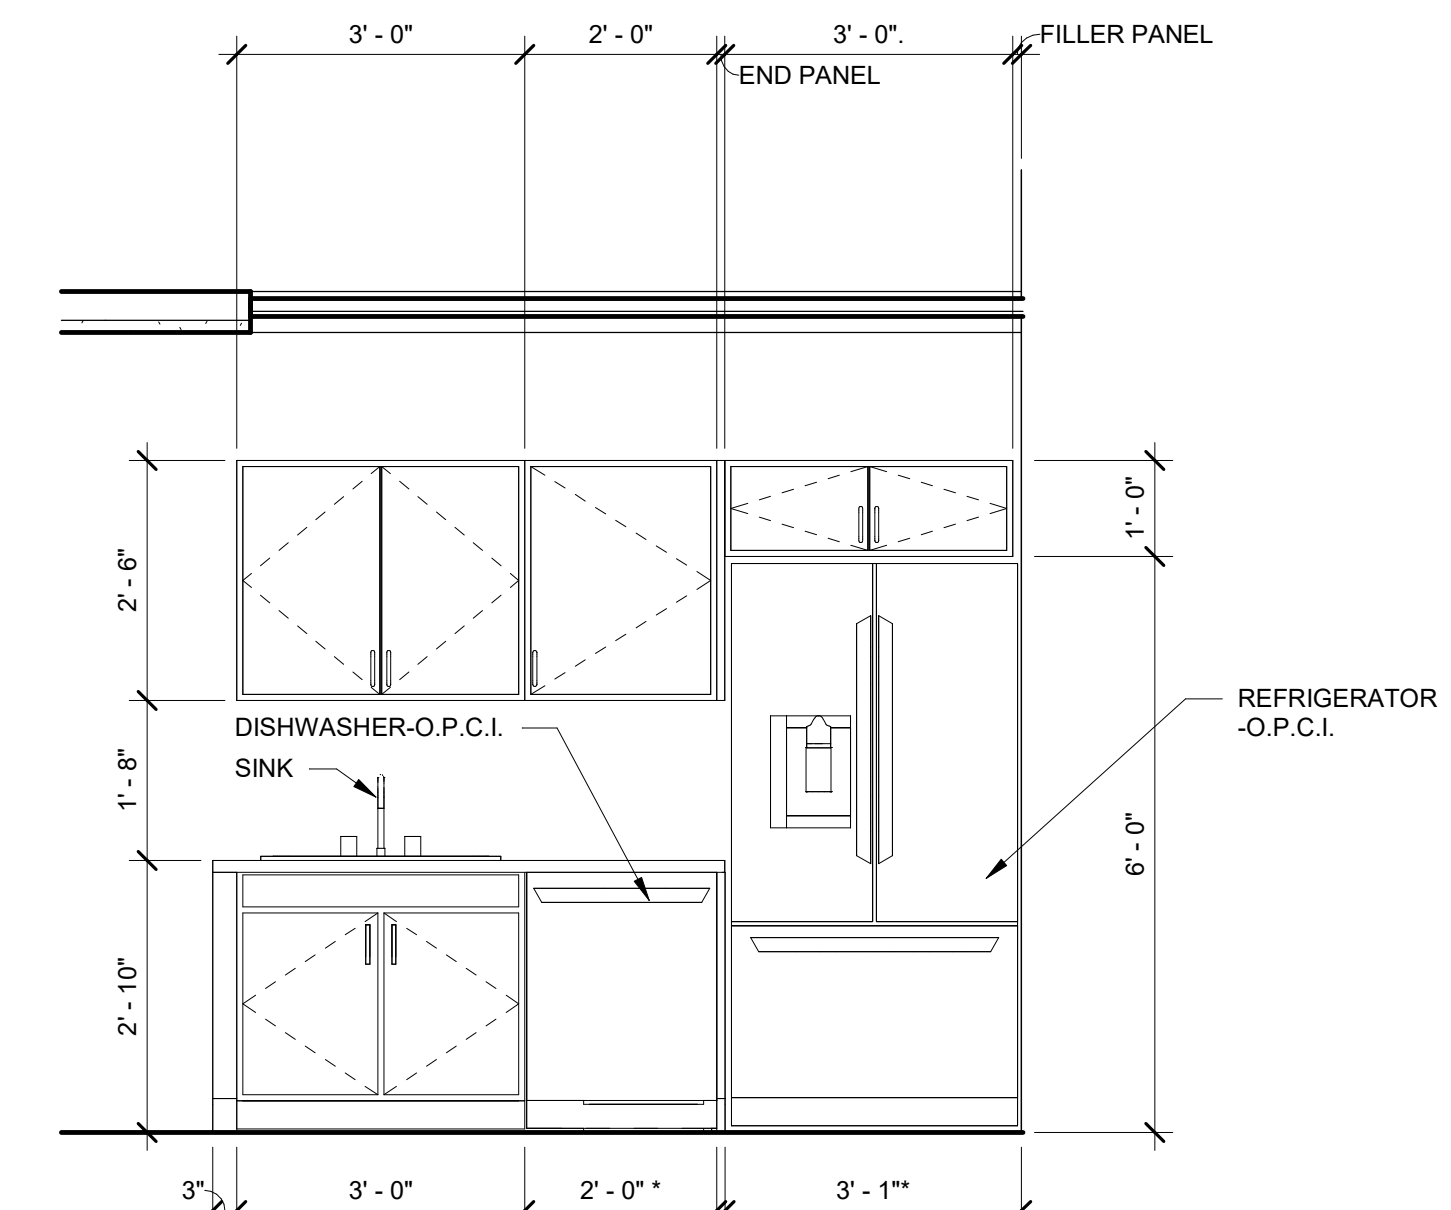 3' - 0"
2' - 0"
3' - 0".
FILLER PANEL
END PANEL
1' - 0"
2' - 6"
REFRIGERATOR
-O.P.C.I.
DISHWASHER-O.P.C.I.
SINK
1' - 8"
6' - 0"
2' - 10"
3"
3' - 0"
2' - 0" *
3' - 1"*